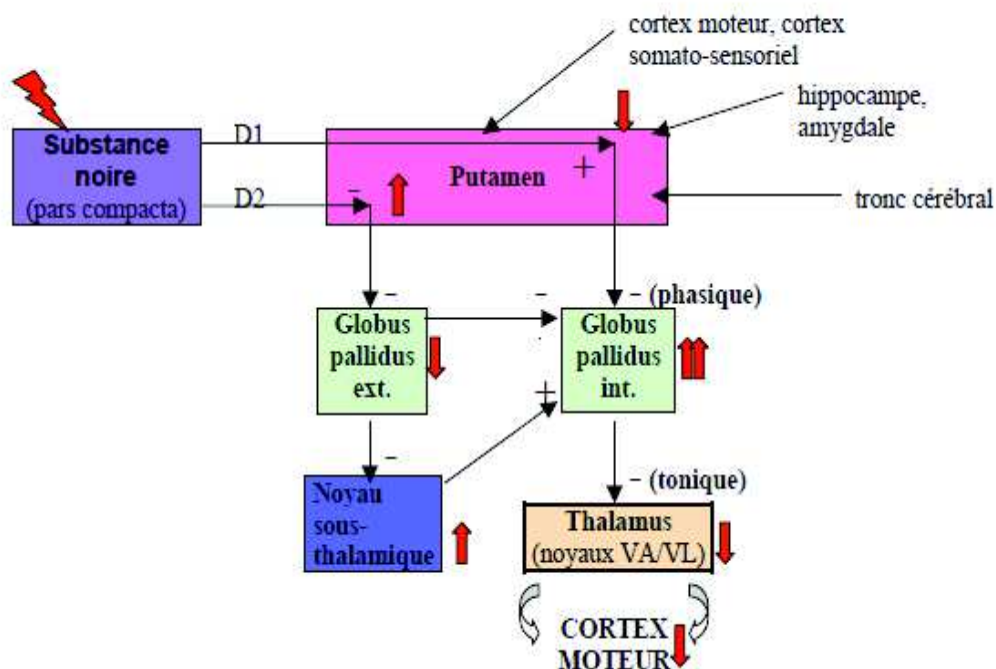 cortex moteur, cortex
somato-sensoriel
hippocampe,
amygdale
tronc cérébral
Substance
noire
(pars compacta)
D1
D2
Putamen
+
-
-
-
- (phasique)
Globus
pallidus
ext.
Globus
pallidus
int.
+
-
- (tonique)
Noyau
sous-
thalamique
Thalamus
(noyaux VA/VL)
CORTEX
MOTEUR